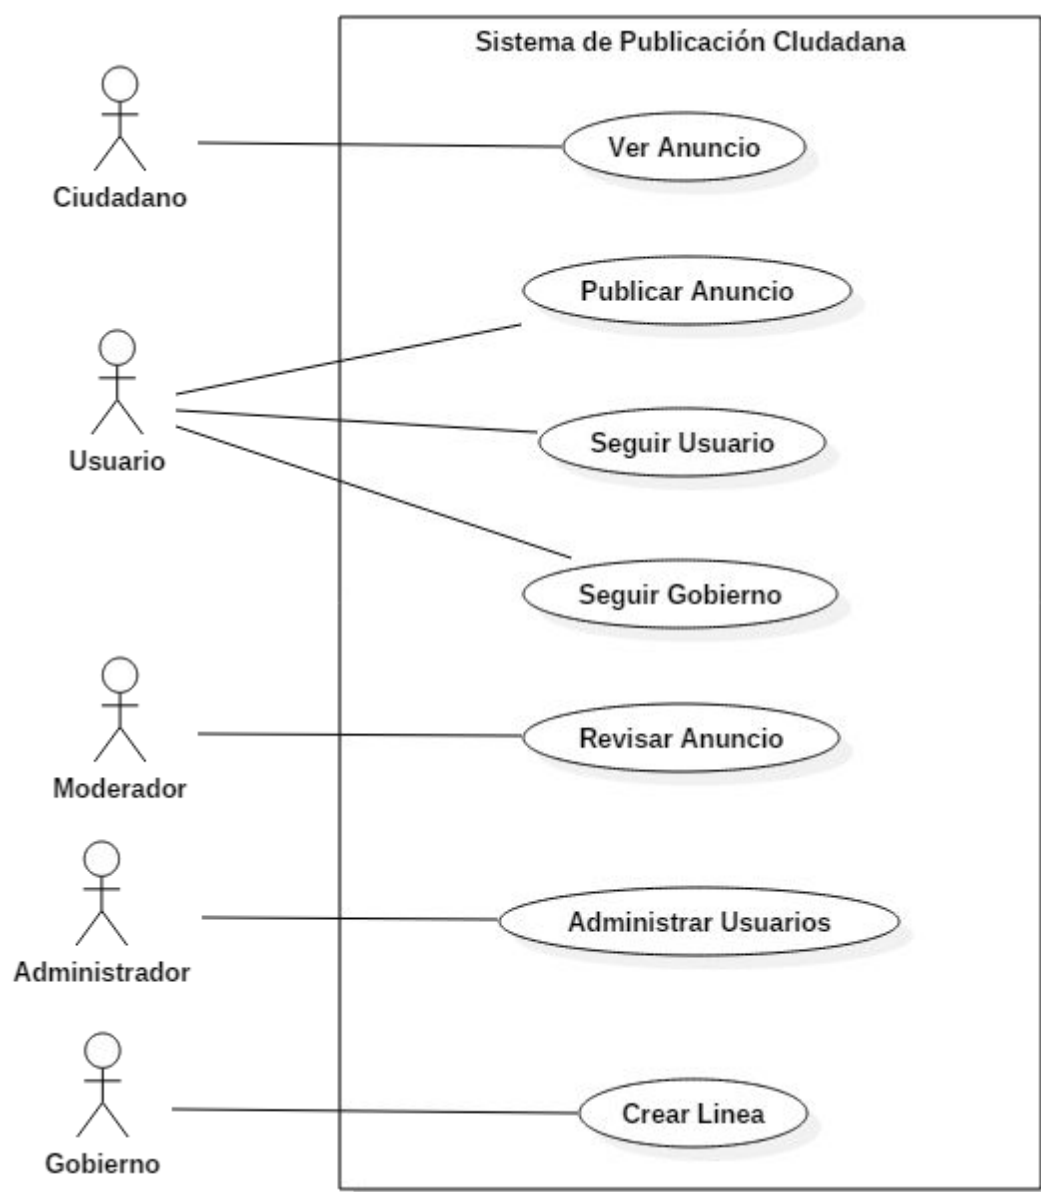 Sistema de Publicación CIudadana
Ciudadano
Ver Anuncio
Publicar Anuncio
Usuario
Seguir Usuario
Seguir Gobierno
Moderador
Revisar Anuncio
Administrador
Administrar Usuarios
Gobierno
Crear Linea